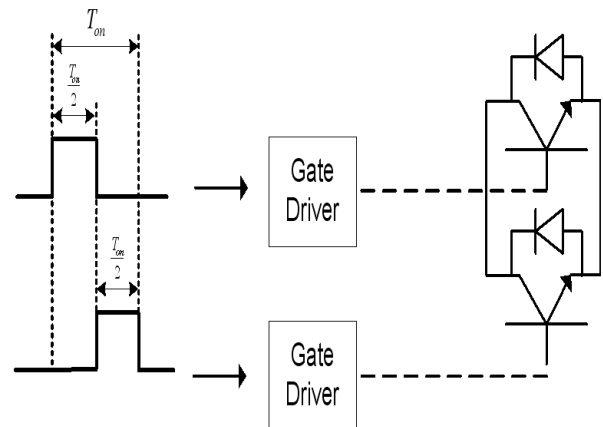 T_on
T_on/2
Gate
Driver
T_on/2
Gate
Driver